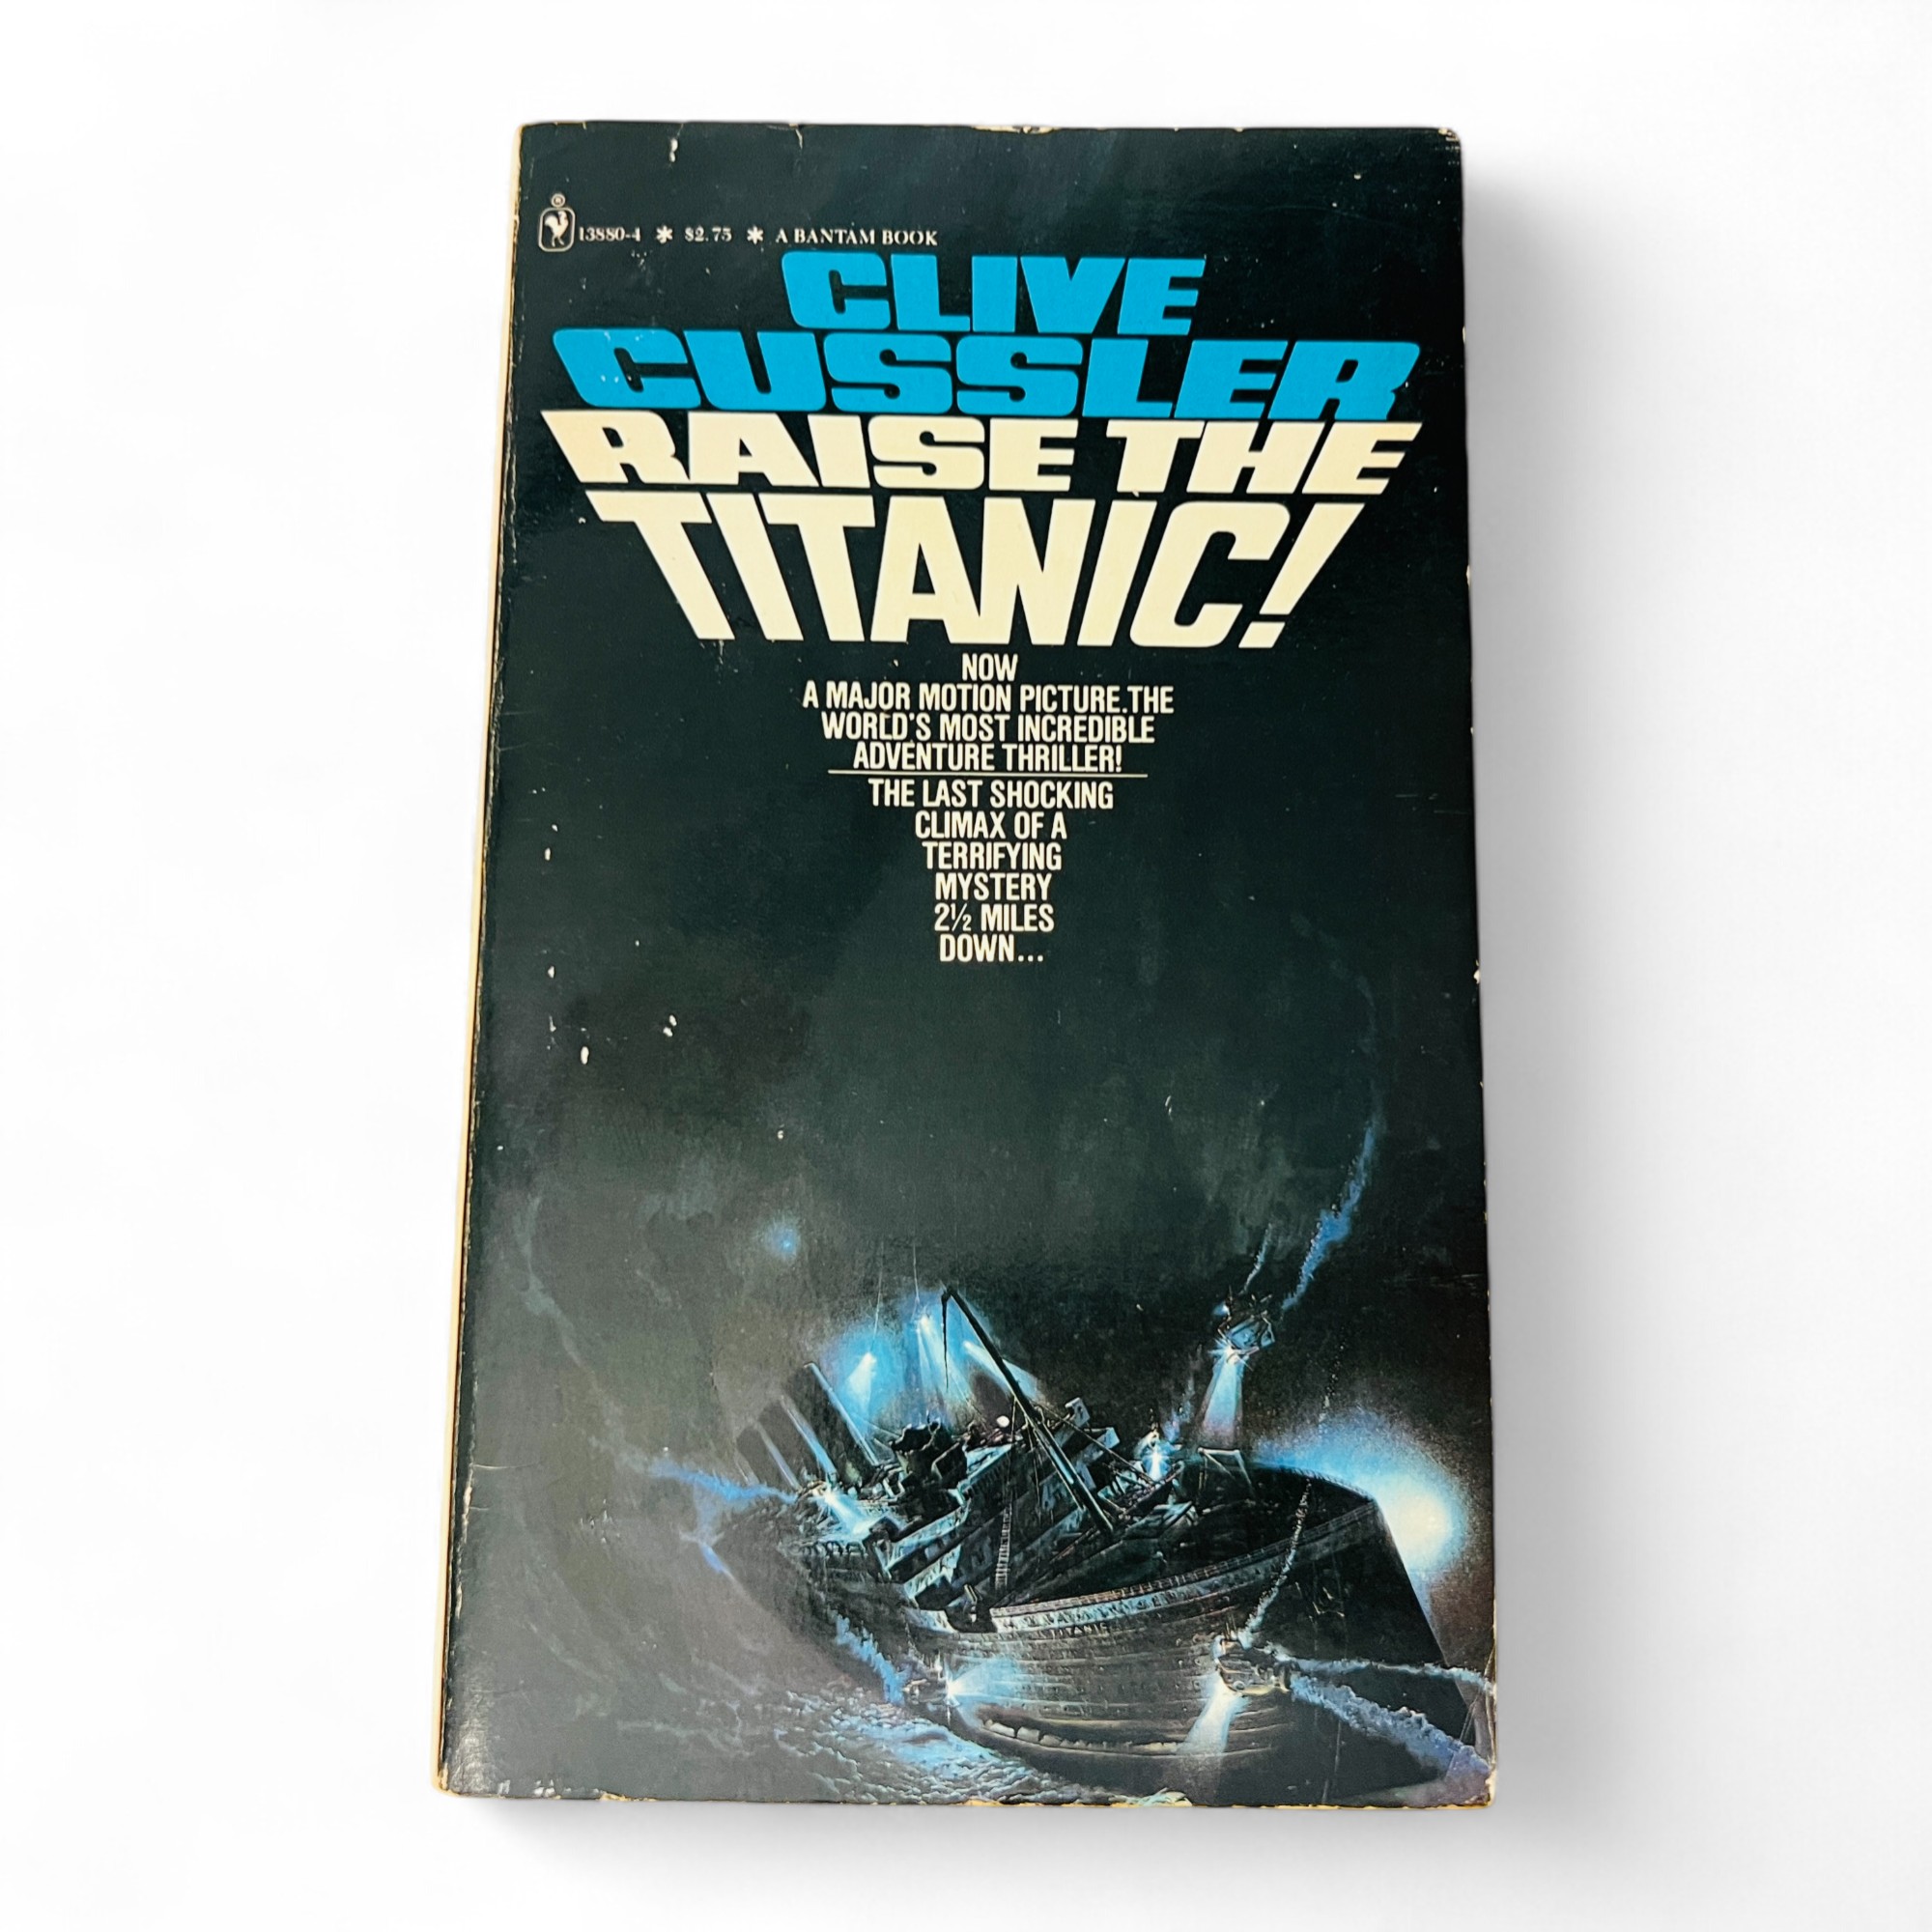 13880-4 * $2.75 * A BANTAM BOOK
CLIVE
CUSSLER
RAISE THE
TITANIC!
NOW
A MAJOR MOTION PICTURE. THE
WORLD'S MOST INCREDIBLE
ADVENTURE THRILLER!
THE LAST SHOCKING
CLIMAX OF A
TERRIFYING
MYSTERY
2½ MILES
DOWN...
TITANIC